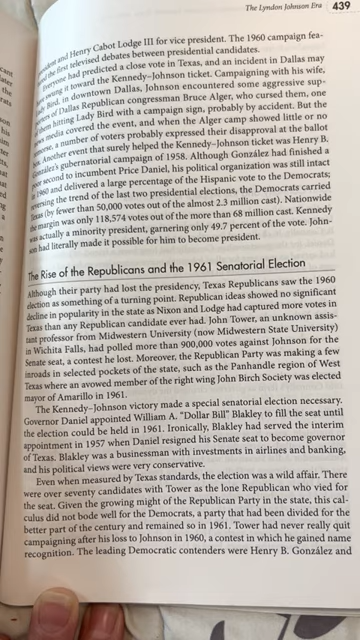 The Lyndon Johnson Era 439
and Henry Cabot Lodge III for vice president. The 1960 campaign fea-
the first televised debates between presidential candidates.
Everyone had predicted a close vote in Texas, and an incident in Dallas may
swung it toward the Kennedy–Johnson ticket. Campaigning with his wife,
Bird, in downtown Dallas, Johnson encountered some aggressive sup-
of Dallas Republican congressman Bruce Alger, who cursed them, one
of them hitting Lady Bird with a campaign sign, probably by accident. But the
media covered the event, and when the Alger camp showed little or no
a number of voters probably expressed their disapproval at the ballot
Another event that surely helped the Kennedy–Johnson ticket was Henry B.
González's gubernatorial campaign of 1958. Although González had finished a
poor second to incumbent Price Daniel, his political organization was still intact
in 1960 and delivered a large percentage of the Hispanic vote to the Democrats;
the trend of the last two presidential elections, the Democrats carried
Texas (by fewer than 50,000 votes out of the almost 2.3 million cast). Nationwide
the margin was only 118,574 votes out of the more than 68 million cast. Kennedy
was actually a minority president, garnering only 49.7 percent of the vote. John-
son had literally made it possible for him to become president.
The Rise of the Republicans and the 1961 Senatorial Election
Although their party had lost the presidency, Texas Republicans saw the 1960
election as something of a turning point. Republican ideas showed no significant
decline in popularity in the state as Nixon and Lodge had captured more votes in
Texas than any Republican candidate ever had. John Tower, an unknown assis-
tant professor from Midwestern University (now Midwestern State University)
in Wichita Falls, had polled more than 900,000 votes against Johnson for the
Senate seat, a contest he lost. Moreover, the Republican Party was making a few
inroads in selected pockets of the state, such as the Panhandle region of West
Texas where an avowed member of the right wing John Birch Society was elected
mayor of Amarillo in 1961.
The Kennedy–Johnson victory made a special senatorial election necessary.
Governor Daniel appointed William A. "Dollar Bill" Blakley to fill the seat until
the election could be held in 1961. Ironically, Blakley had served the interim
appointment in 1957 when Daniel resigned his Senate seat to become governor
of Texas. Blakley was a businessman with investments in airlines and banking,
and his political views were very conservative.
Even when measured by Texas standards, the election was a wild affair. There
were over seventy candidates with Tower as the lone Republican who vied for
the seat. Given the growing might of the Republican Party in the state, this cal-
culus did not bode well for the Democrats, a party that had been divided for the
better part of the century and remained so in 1961. Tower had never really quit
campaigning after his loss to Johnson in 1960, a contest in which he gained name
recognition. The leading Democratic contenders were Henry B. González and